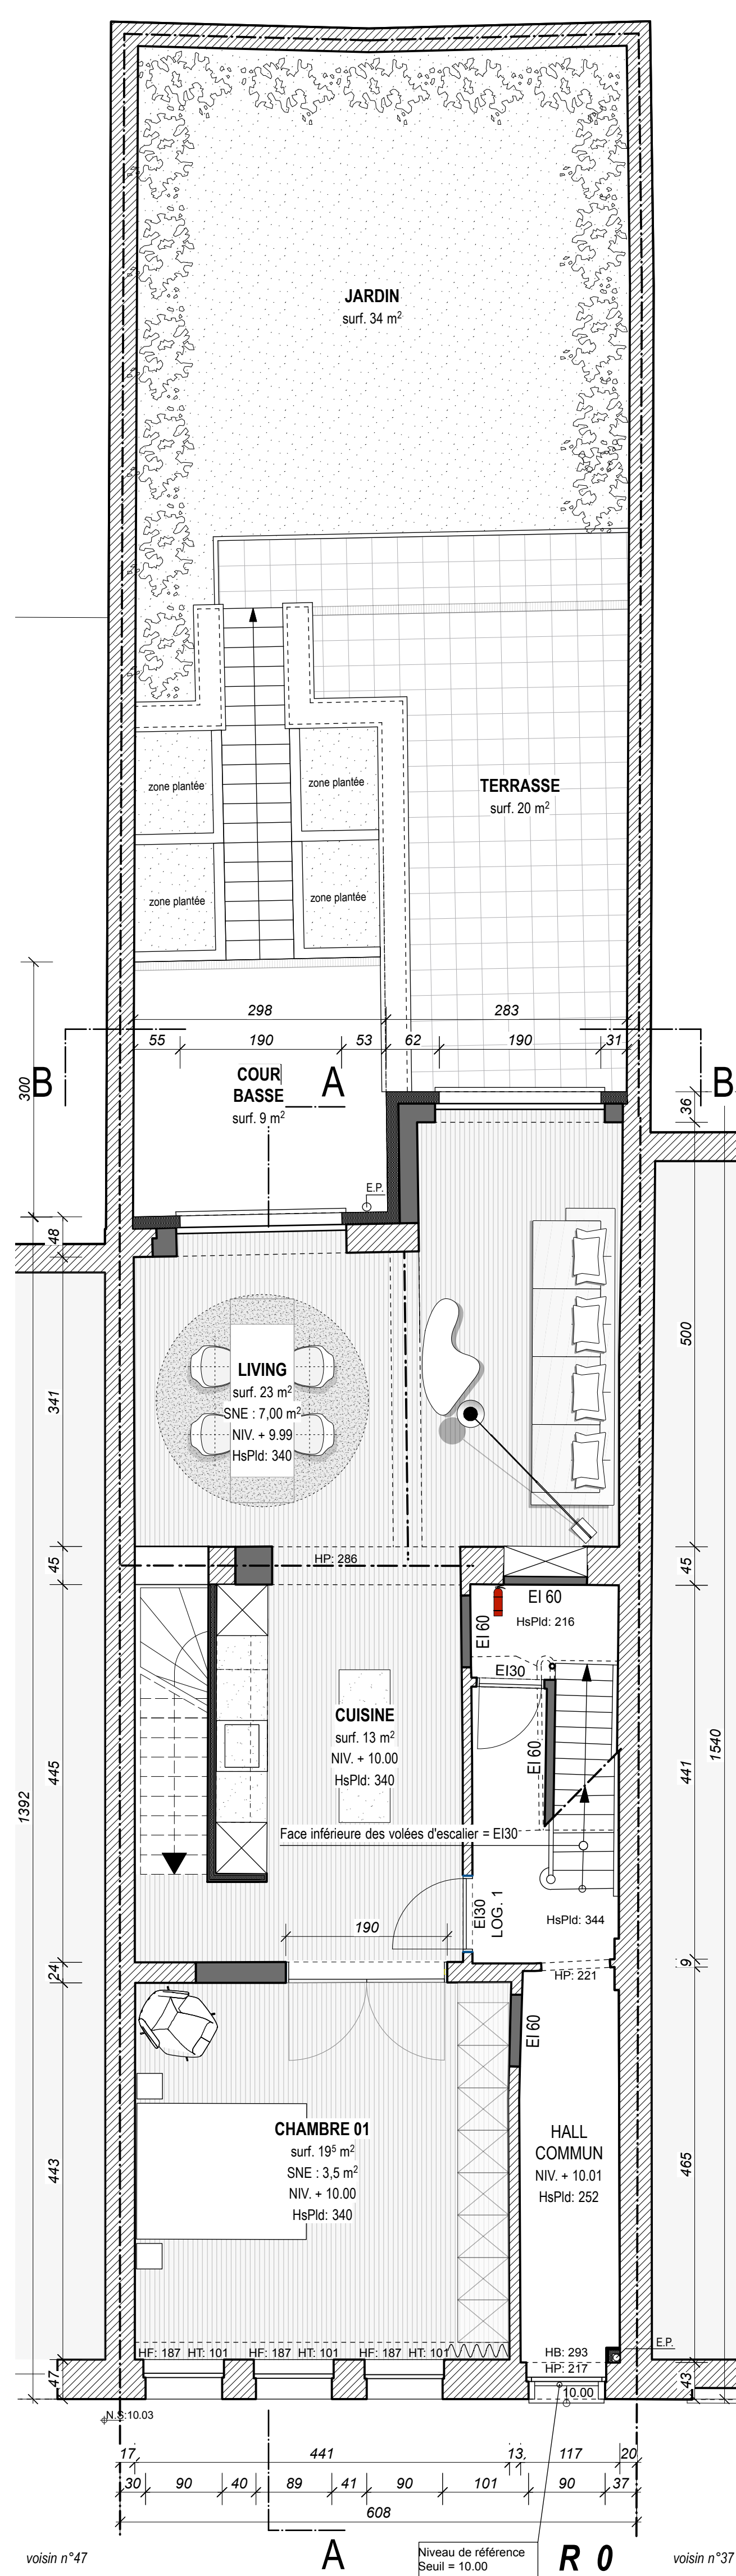 JARDIN
surf. 34 m²
zone plantée
zone plantée
zone plantée
zone plantée
TERRASSE
surf. 20 m²
298
283
55
190
53
62
190
31
B
A
B
300
COUR
BASSE
surf. 9 m²
36
E.P.
48
LIVING
surf. 23 m²
SNE : 7,00 m²
NIV. + 9.99
HsPld: 340
341
500
45
HP: 286
45
EI 60
EI 60
HsPld: 216
EI30
CUISINE
surf. 13 m²
NIV. + 10.00
HsPld: 340
EI 60
445
441
1540
1392
Face inférieure des volées d'escalier = EI30
EI30
LOG. 1
HsPld: 344
190
24
9
HP: 221
EI 60
CHAMBRE 01
surf. 19⁵ m²
SNE : 3,5 m²
NIV. + 10.00
HsPld: 340
HALL
COMMUN
NIV. + 10.01
HsPld: 252
443
465
HF: 187 HT: 101 HF: 187 HT: 101 HF: 187 HT: 101
HB: 293
HP: 217
E.P.
47
10.00
43
N.S:10.03
17
441
13
117
20
30
90
40
89
41
90
101
90
37
608
voisin n°47
A
Niveau de référence
Seuil = 10.00
R 0
voisin n°37